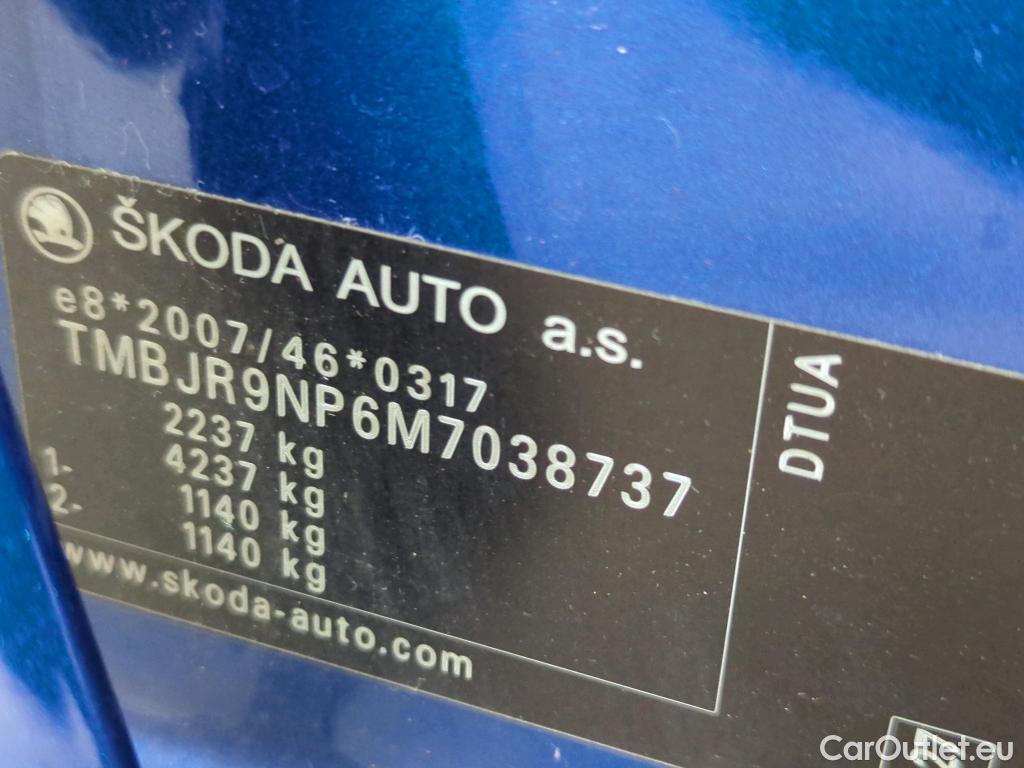 ŠKODA AUTO a.s.
e8*2007/46*0317
TMBJR9NP6M7038737
2237 kg
4237 kg
1- 1140 kg
2- 1140 kg
www.skoda-auto.com
DTUA
CarOutlet.eu